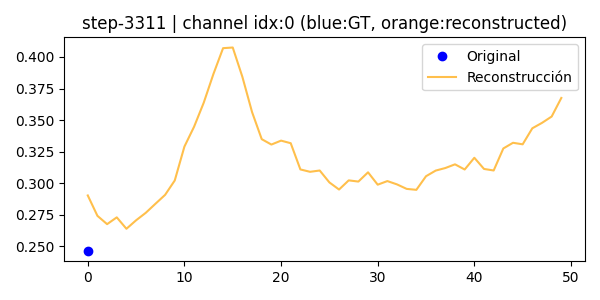 step-3311 | channel idx:0 (blue:GT, orange:reconstructed)
0.400
0.375
0.350
0.325
0.300
0.275
0.250
Original
Reconstrucción
0 10 20 30 40 50